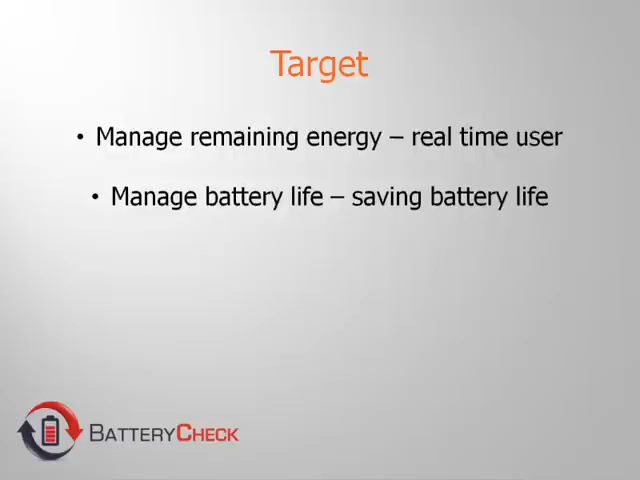 Target
• Manage remaining energy – real time user
• Manage battery life – saving battery life
BATTERYCHECK